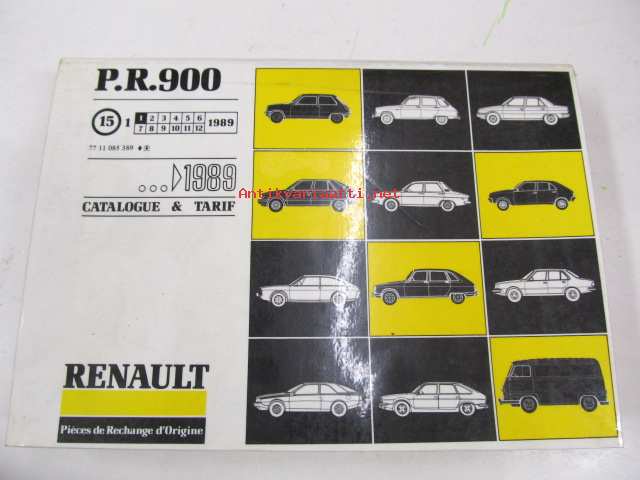 P.R.900
15 1 1 2 3 4 5 6 1989
7 8 9 10 11 12
77 11 085 389
...▷1989
CATALOGUE & TARIF
Antikvariaatti.net
RENAULT
Pièces de Rechange d'Origine